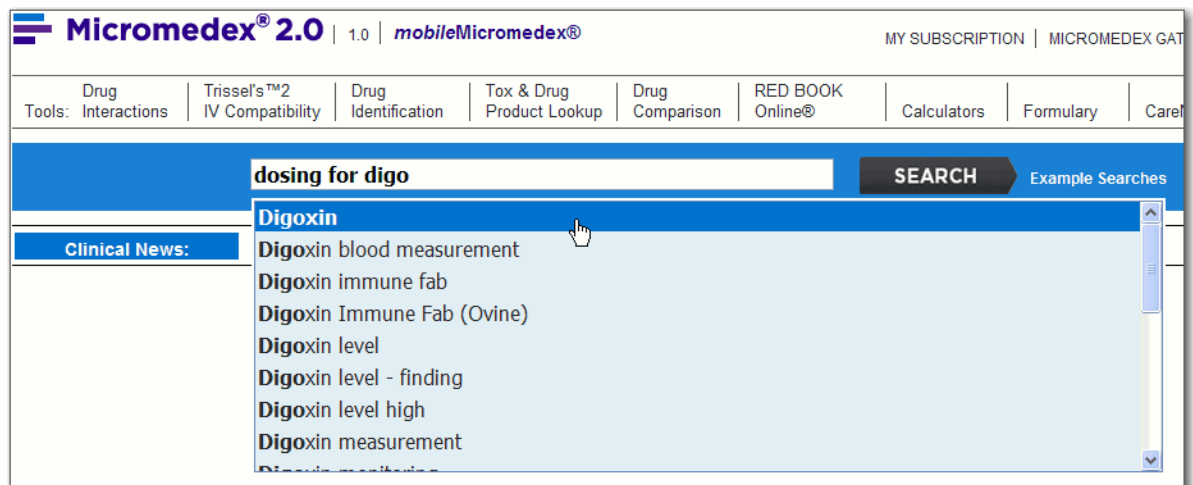 Micromedex® 2.0 | 1.0 | mobileMicromedex®
MY SUBSCRIPTION | MICROMEDEX GAT
Tools:
Drug Interactions
Trissel's™2 IV Compatibility
Drug Identification
Tox & Drug Product Lookup
Drug Comparison
RED BOOK Online®
Calculators
Formulary
Care
dosing for digo
SEARCH
Example Searches
Clinical News:
Digoxin
Digoxin blood measurement
Digoxin immune fab
Digoxin Immune Fab (Ovine)
Digoxin level
Digoxin level - finding
Digoxin level high
Digoxin measurement